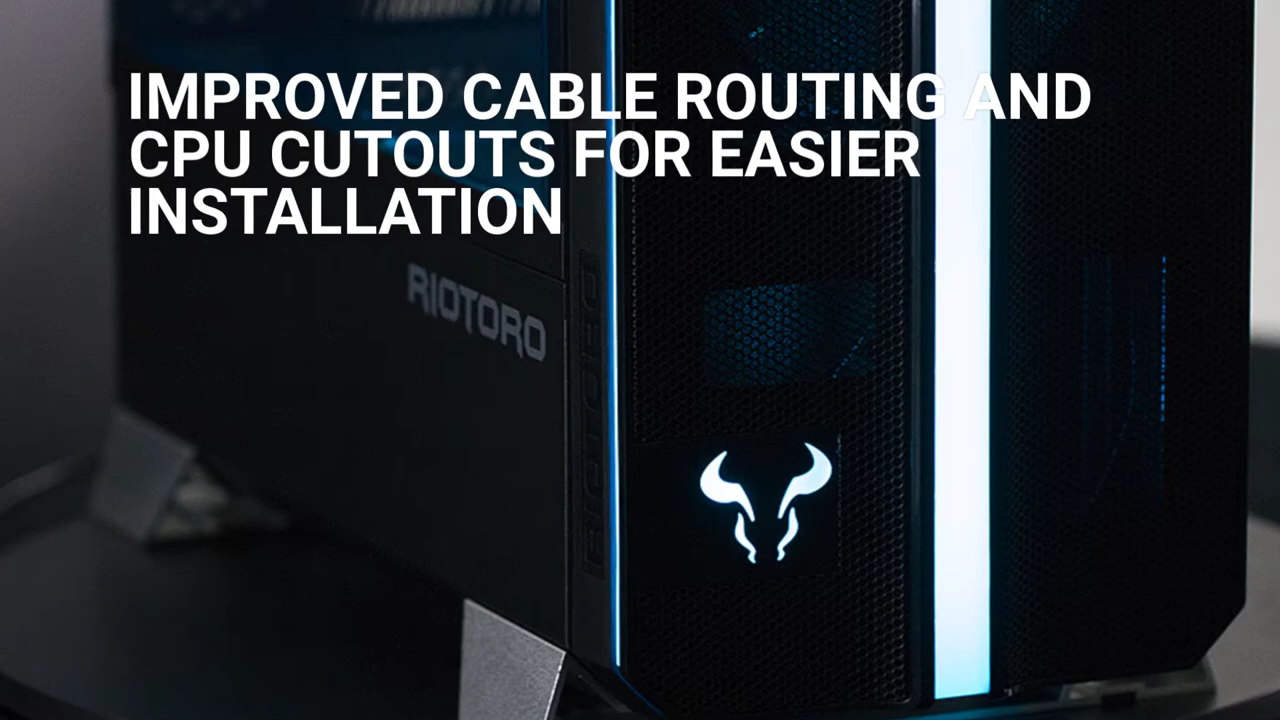 IMPROVED CABLE ROUTING AND
CPU CUTOUTS FOR EASIER
INSTALLATION
RIOTORO